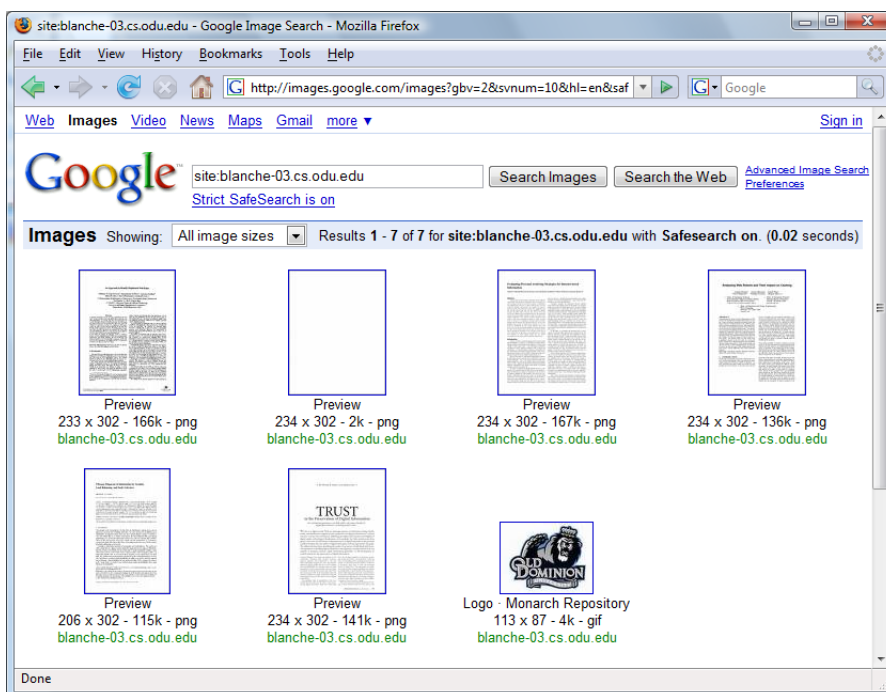 site:blanche-03.cs.odu.edu - Google Image Search - Mozilla Firefox
File Edit View History Bookmarks Tools Help
G http://images.google.com/images?gbv=2&svnum=10&hl=en&saf G Google
Web Images Video News Maps Gmail more ▼ Sign in
Google™ site:blanche-03.cs.odu.edu Search Images Search the Web Advanced Image Search
Preferences
Strict SafeSearch is on
Images Showing: All image sizes Results 1 - 7 of 7 for site:blanche-03.cs.odu.edu with Safesearch on. (0.02 seconds)
Preview Preview Preview Preview
233 x 302 - 166k - png 234 x 302 - 2k - png 234 x 302 - 167k - png 234 x 302 - 136k - png
blanche-03.cs.odu.edu blanche-03.cs.odu.edu blanche-03.cs.odu.edu blanche-03.cs.odu.edu
TRUST
OLD
DOMINION
Preview Preview Logo - Monarch Repository
206 x 302 - 115k - png 234 x 302 - 141k - png 113 x 87 - 4k - gif
blanche-03.cs.odu.edu blanche-03.cs.odu.edu blanche-03.cs.odu.edu
Done